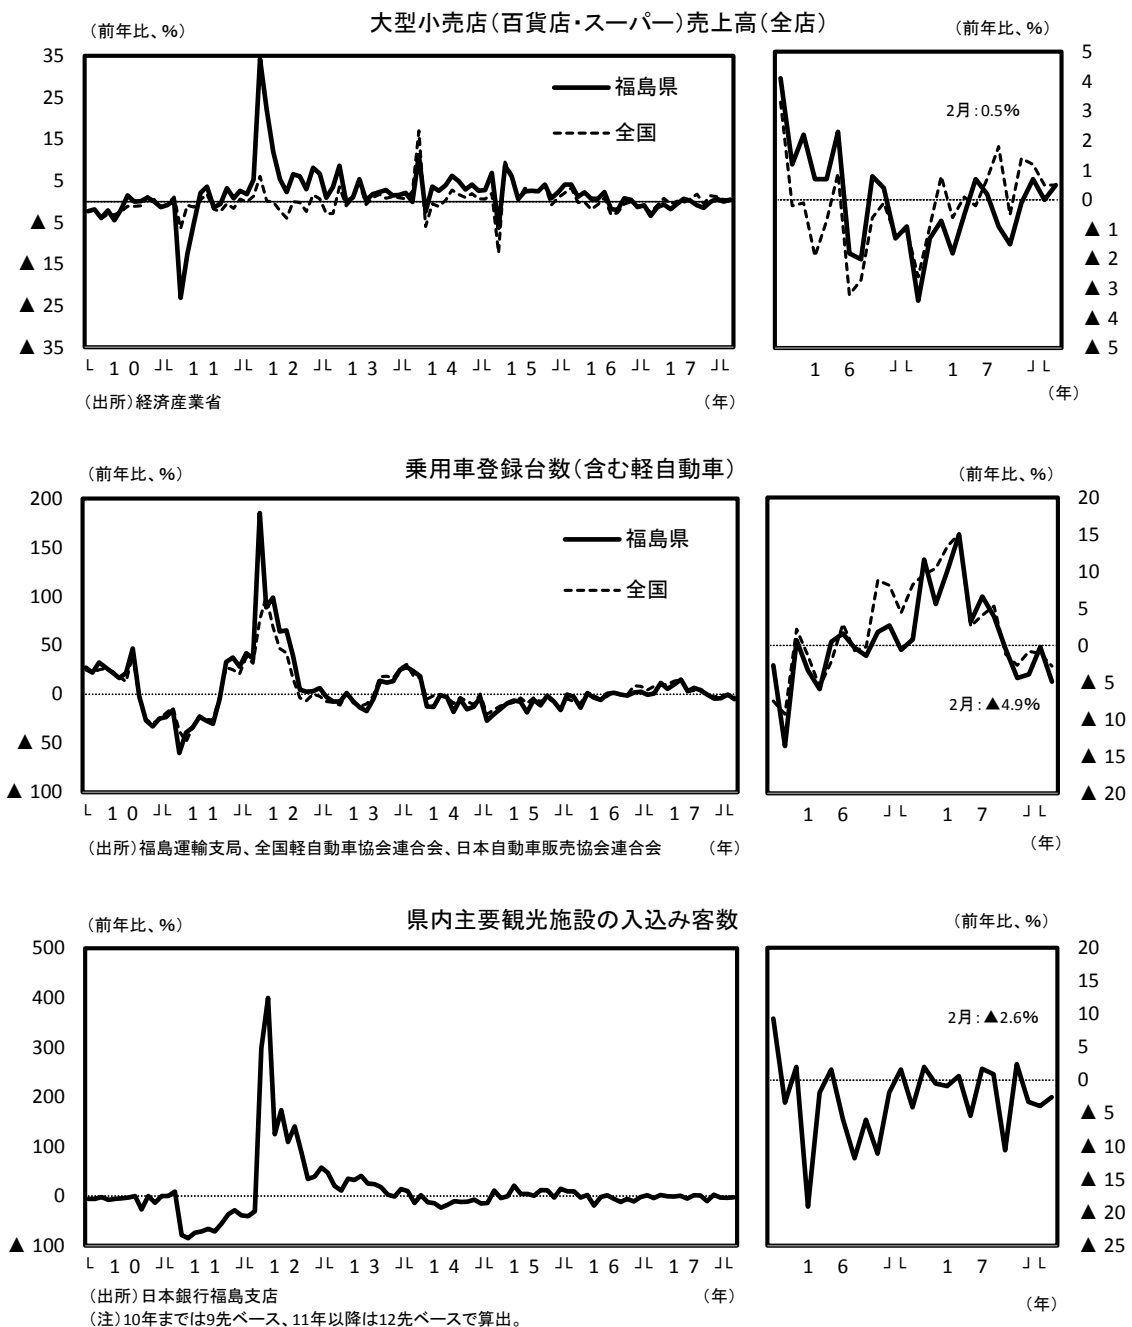 大型小売店(百貨店・スーパー)売上高(全店)
(前年比、%)
(前年比、%)
35
25
15
5
5
▲ 15
▲ 25
▲ 35
福島県
全国
2月:0.5%
5
4
3
2
1
0
▲ 1
▲ 2
▲ 3
▲ 4
▲ 5
└ 10 ┘└ 11 ┘└ 12 ┘└ 13 ┘└ 14 ┘└ 15 ┘└ 16 ┘└ 17 ┘└
16 ┘└ 17 ┘└
(出所)経済産業省
(年)
(年)
乗用車登録台数(含む軽自動車)
(前年比、%)
(前年比、%)
200
150
100
50
0
▲ 50
▲ 100
福島県
全国
2月:▲4.9%
20
15
10
5
0
▲ 5
▲ 10
▲ 15
▲ 20
└ 10 ┘└ 11 ┘└ 12 ┘└ 13 ┘└ 14 ┘└ 15 ┘└ 16 ┘└ 17 ┘└
16 ┘└ 17 ┘└
(出所)福島運輸支局、全国軽自動車協会連合会、日本自動車販売協会連合会
(年)
(年)
県内主要観光施設の入込み客数
(前年比、%)
(前年比、%)
500
400
300
200
100
0
▲ 100
2月:▲2.6%
20
15
10
5
0
▲ 5
▲ 10
▲ 15
▲ 20
▲ 25
└ 10 ┘└ 11 ┘└ 12 ┘└ 13 ┘└ 14 ┘└ 15 ┘└ 16 ┘└ 17 ┘└
16 ┘└ 17 ┘└
(出所)日本銀行福島支店
(年)
(年)
(注)10年までは9先ベース、11年以降は12先ベースで算出。